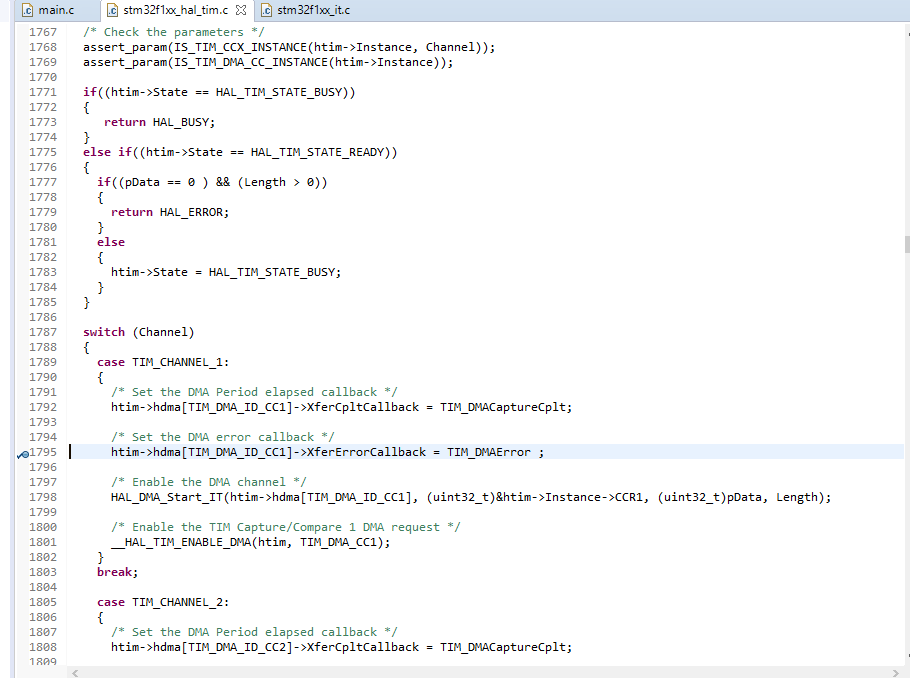 main.c stm32f1xx_hal_tim.c stm32f1xx_it.c
1767 /* Check the parameters */
1768 assert_param(IS_TIM_CCX_INSTANCE(htim->Instance, Channel));
1769 assert_param(IS_TIM_DMA_CC_INSTANCE(htim->Instance));
1770
1771 if((htim->State == HAL_TIM_STATE_BUSY))
1772 {
1773 return HAL_BUSY;
1774 }
1775 else if((htim->State == HAL_TIM_STATE_READY))
1776 {
1777 if((pData == 0 ) && (Length > 0))
1778 {
1779 return HAL_ERROR;
1780 }
1781 else
1782 {
1783 htim->State = HAL_TIM_STATE_BUSY;
1784 }
1785 }
1786
1787 switch (Channel)
1788 {
1789 case TIM_CHANNEL_1:
1790 {
1791 /* Set the DMA Period elapsed callback */
1792 htim->hdma[TIM_DMA_ID_CC1]->XferCpltCallback = TIM_DMACaptureCplt;
1793
1794 /* Set the DMA error callback */
1795 htim->hdma[TIM_DMA_ID_CC1]->XferErrorCallback = TIM_DMAError ;
1796
1797 /* Enable the DMA channel */
1798 HAL_DMA_Start_IT(htim->hdma[TIM_DMA_ID_CC1], (uint32_t)&htim->Instance->CCR1, (uint32_t)pData, Length);
1799
1800 /* Enable the TIM Capture/Compare 1 DMA request */
1801 __HAL_TIM_ENABLE_DMA(htim, TIM_DMA_CC1);
1802 }
1803 break;
1804
1805 case TIM_CHANNEL_2:
1806 {
1807 /* Set the DMA Period elapsed callback */
1808 htim->hdma[TIM_DMA_ID_CC2]->XferCpltCallback = TIM_DMACaptureCplt;
1809